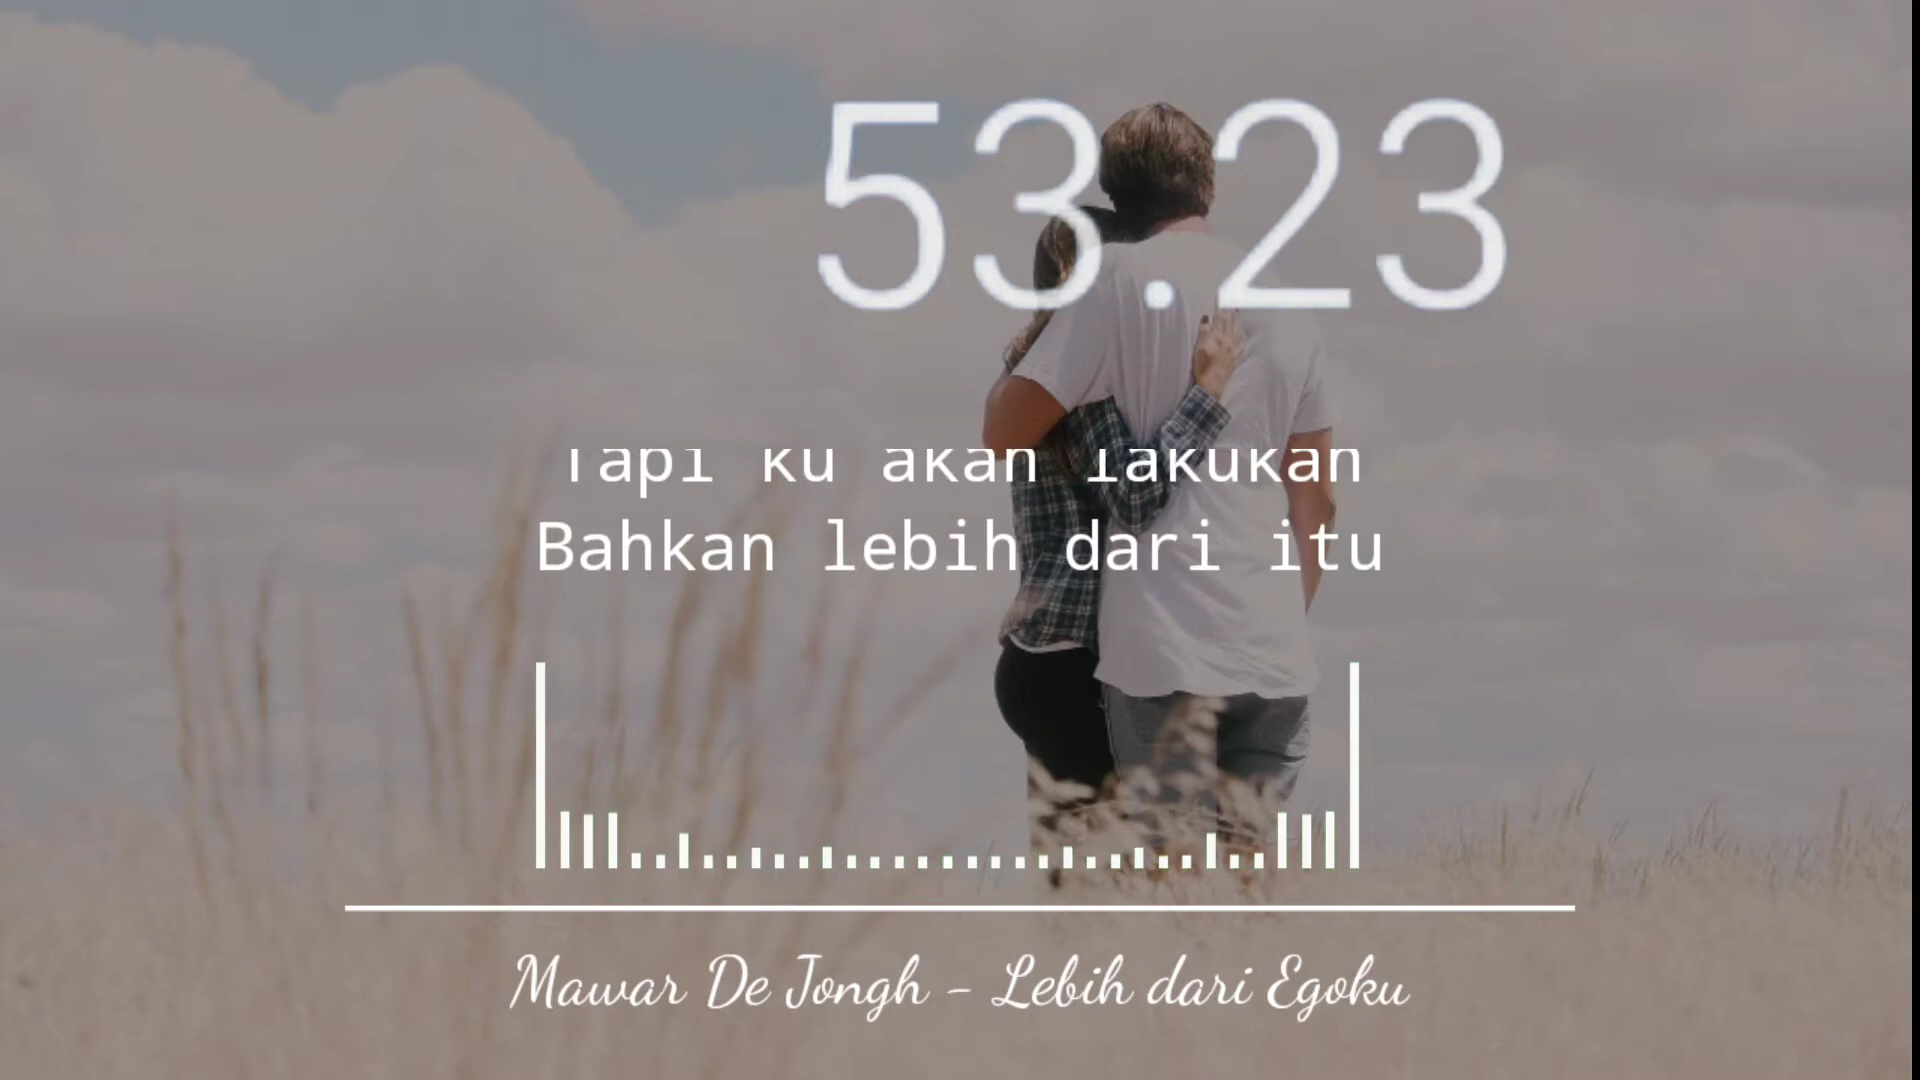 53.23
Tapi ku akan lakukan
Bahkan lebih dari itu
Mawar De Jongh - Lebih dari Egoku